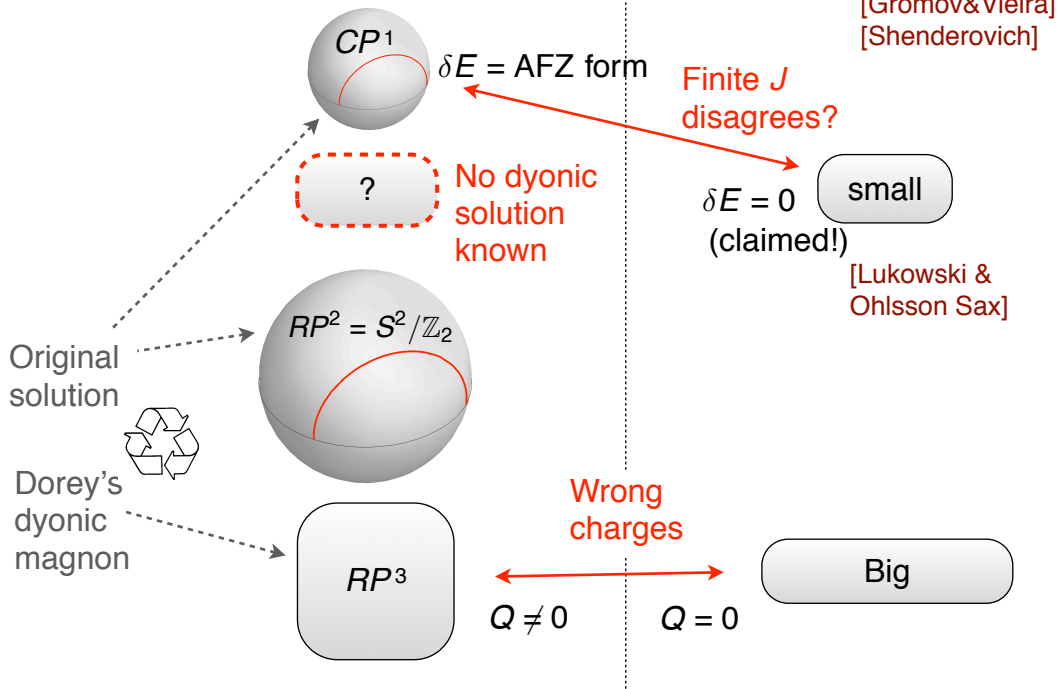 [Gromov&Vieira]
[Shenderovich]
CP¹
δE = AFZ form
Finite J
disagrees?
?
No dyonic
solution
known
δE = 0
(claimed!)
small
[Lukowski &
Ohlsson Sax]
RP² = S²/ℤ₂
Original
solution
Dorey's
dyonic
magnon
RP³
Wrong
charges
Q ≠ 0
Q = 0
Big